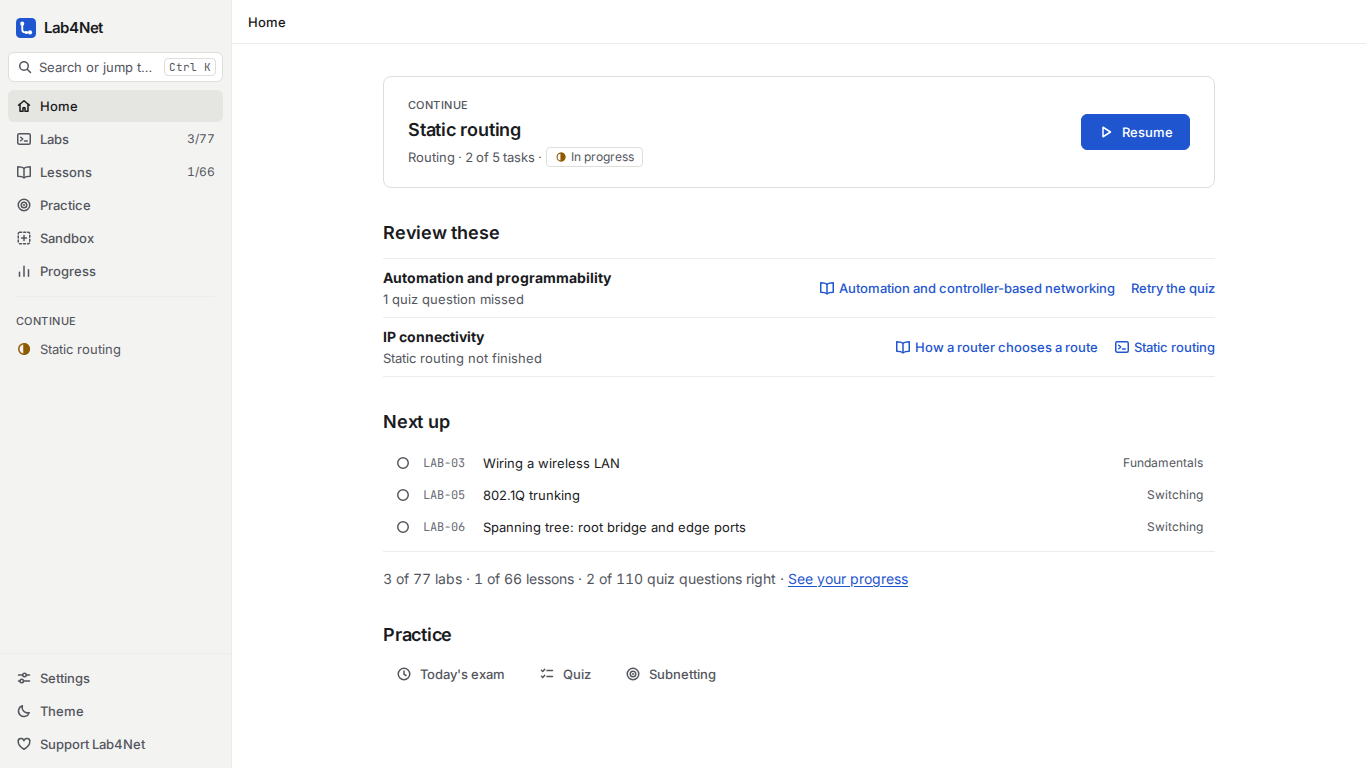 Lab4Net
Search or jump t... Ctrl K
Home
Labs 3/77
Lessons 1/66
Practice
Sandbox
Progress
CONTINUE
Static routing
Settings
Theme
Support Lab4Net
Home
CONTINUE
Static routing
Routing · 2 of 5 tasks · In progress
Resume
Review these
Automation and programmability
1 quiz question missed
Automation and controller-based networking Retry the quiz
IP connectivity
Static routing not finished
How a router chooses a route Static routing
Next up
LAB-03 Wiring a wireless LAN Fundamentals
LAB-05 802.1Q trunking Switching
LAB-06 Spanning tree: root bridge and edge ports Switching
3 of 77 labs · 1 of 66 lessons · 2 of 110 quiz questions right · See your progress
Practice
Today's exam Quiz Subnetting